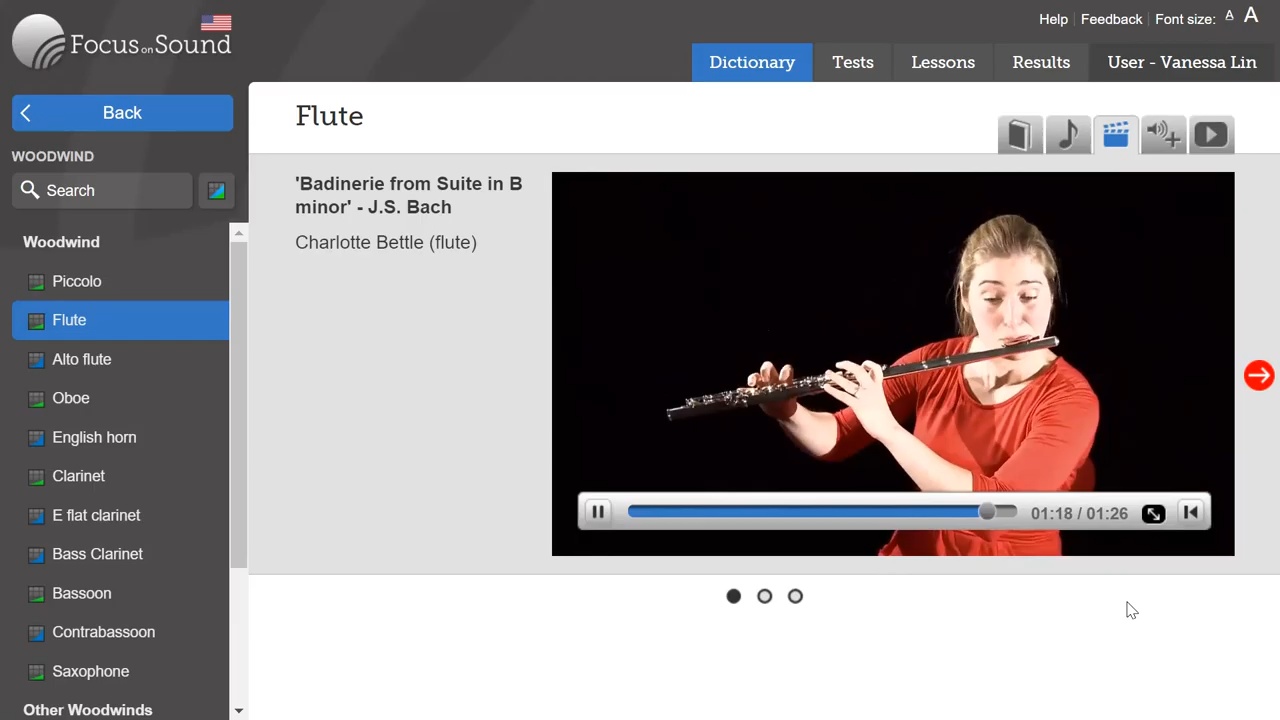 Focus on Sound
Help
Feedback
Font size: A A
Dictionary
Tests
Lessons
Results
User - Vanessa Lin
Back
WOODWIND
Search
Woodwind
Piccolo
Flute
Alto flute
Oboe
English horn
Clarinet
E flat clarinet
Bass Clarinet
Bassoon
Contrabassoon
Saxophone
Other Woodwinds
Flute
'Badinerie from Suite in B
minor' - J.S. Bach
Charlotte Bettle (flute)
01:18 / 01:26